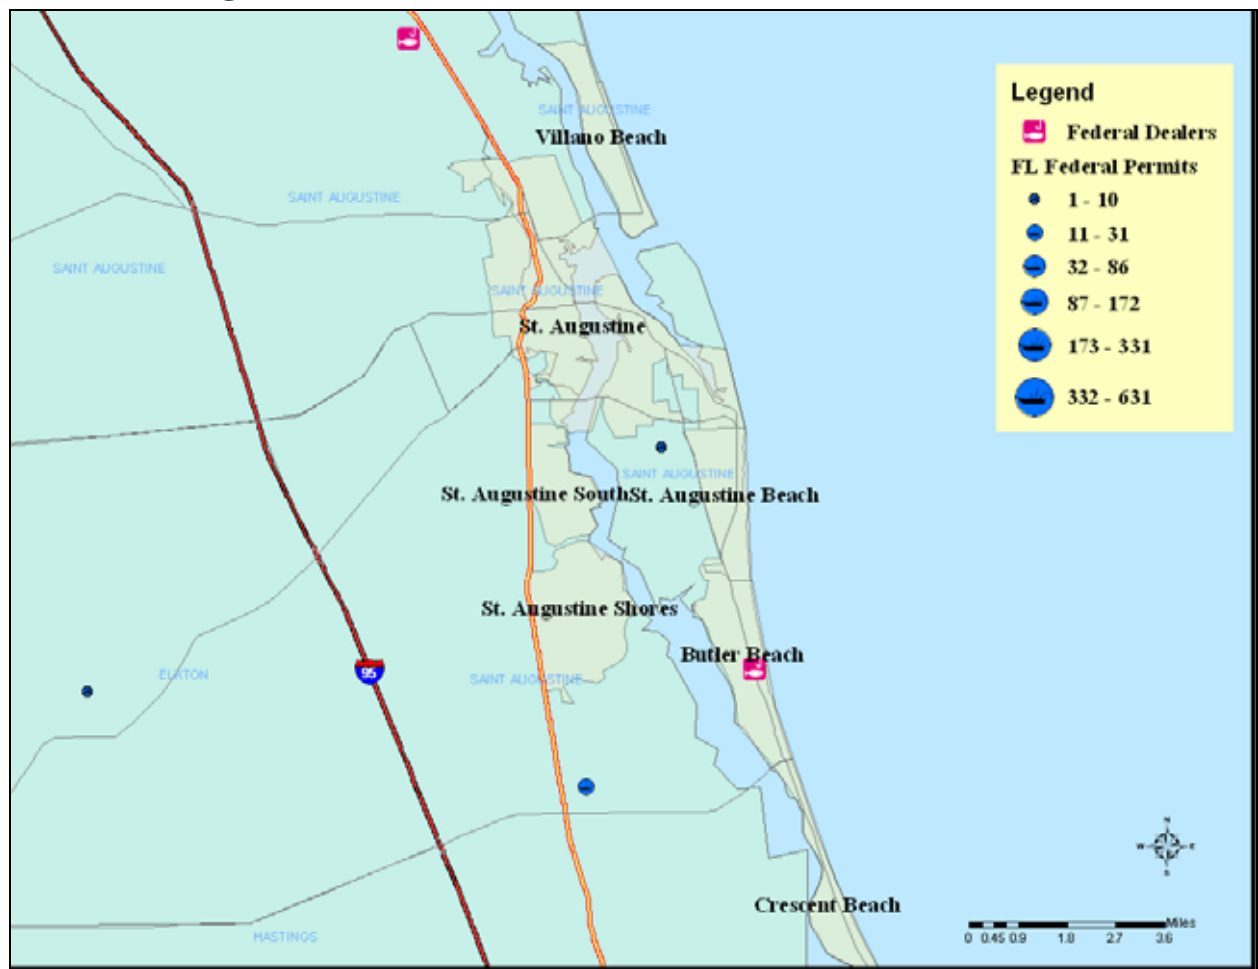 SAINT AUGUSTINE
Villano Beach
Legend
Federal Dealers
FL Federal Permits
1 - 10
11 - 31
32 - 86
87 - 172
173 - 331
332 - 631
SAINT AUGUSTINE
SAINT AUGUSTINE
SAINT AUGUSTINE
St. Augustine
SAINT AUGUSTINE
St. Augustine South
St. Augustine Beach
St. Augustine Shores
Butler Beach
ELKTON
95
SAINT AUGUSTINE
N
W
E
S
Crescent Beach
HASTINGS
Miles
0 0.45 0.9 1.8 2.7 3.6